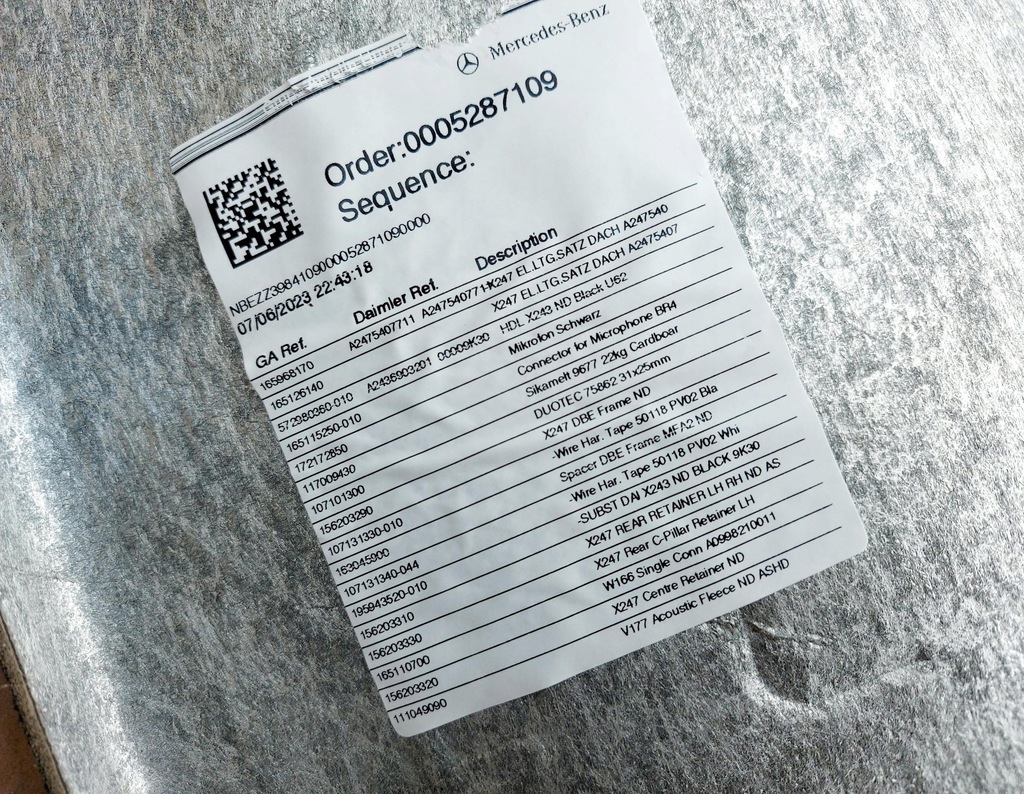 Mercedes-Benz
Order:0005287109
Sequence:
NBEZZ3984109000052871090000
07/06/2023 22:43:18
GA Ref. Daimler Ref. Description
165968170 A2475407711 A247540771 X247 EL.LTG.SATZ DACH A247540
165126140 X247 EL.LTG.SATZ DACH A2475407
572980360-010 A2436903201 00009K30 HDL X243 ND Black U62
165115250-010 Mikrofon Schwarz
172172850 Connector for Microphone BR4
117009430 Sikamelt 9677 22kg Cardboar
107101300 DUOTEC 75862 31x25mm
156203290 X247 DBE Frame ND
107131330-010 -Wire Har. Tape 50118 PV02 Bla
163045900 Spacer DBE Frame MFA2 ND
107131340-044 -Wire Har. Tape 50118 PV02 Whi
195943520-010 -SUBST DAI X243 ND BLACK 9K30
156203310 X247 REAR RETAINER LH RH ND AS
156203330 X247 Rear C-Pillar Retainer LH
165110700 W166 Single Conn A0998210011
156203320 X247 Centre Retainer ND
111049090 V177 Acoustic Fleece ND ASHD